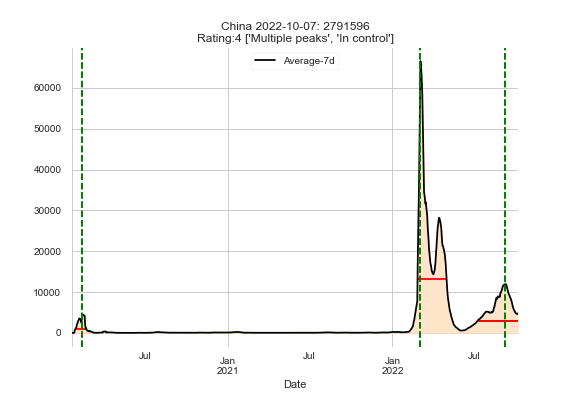 China 2022-10-07: 2791596
Rating:4 ['Multiple peaks', 'In control']
Average-7d
60000
50000
40000
30000
20000
10000
0
Jul
Jan
2021
Jul
Jan
2022
Jul
Date